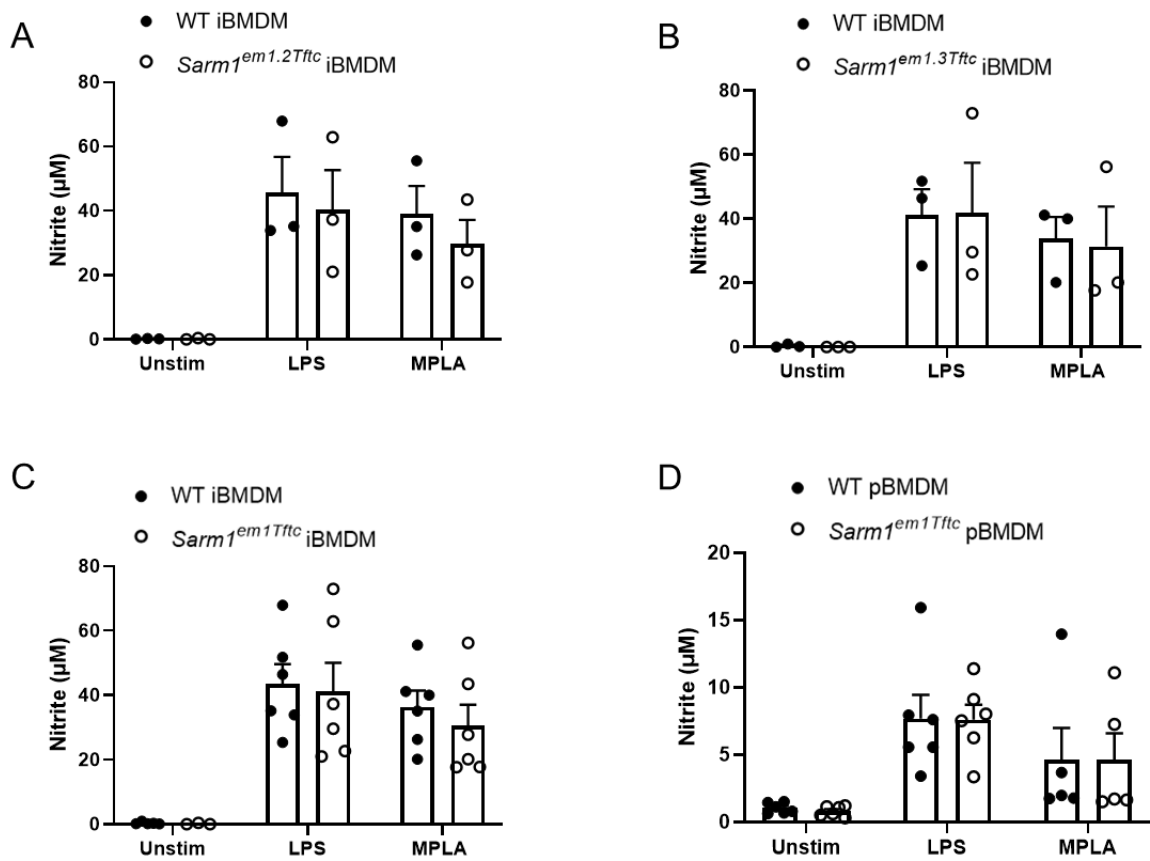 A
WT iBMDM
Sarm1em1.2Tftc iBMDM
80
60
40
20
0
Nitrite (µM)
Unstim LPS MPLA
B
WT iBMDM
Sarm1em1.3Tftc iBMDM
80
60
40
20
0
Nitrite (µM)
Unstim LPS MPLA
C
WT iBMDM
Sarm1em1Tftc iBMDM
80
60
40
20
0
Nitrite (µM)
Unstim LPS MPLA
D
WT pBMDM
Sarm1em1Tftc pBMDM
20
15
10
5
0
Nitrite (µM)
Unstim LPS MPLA